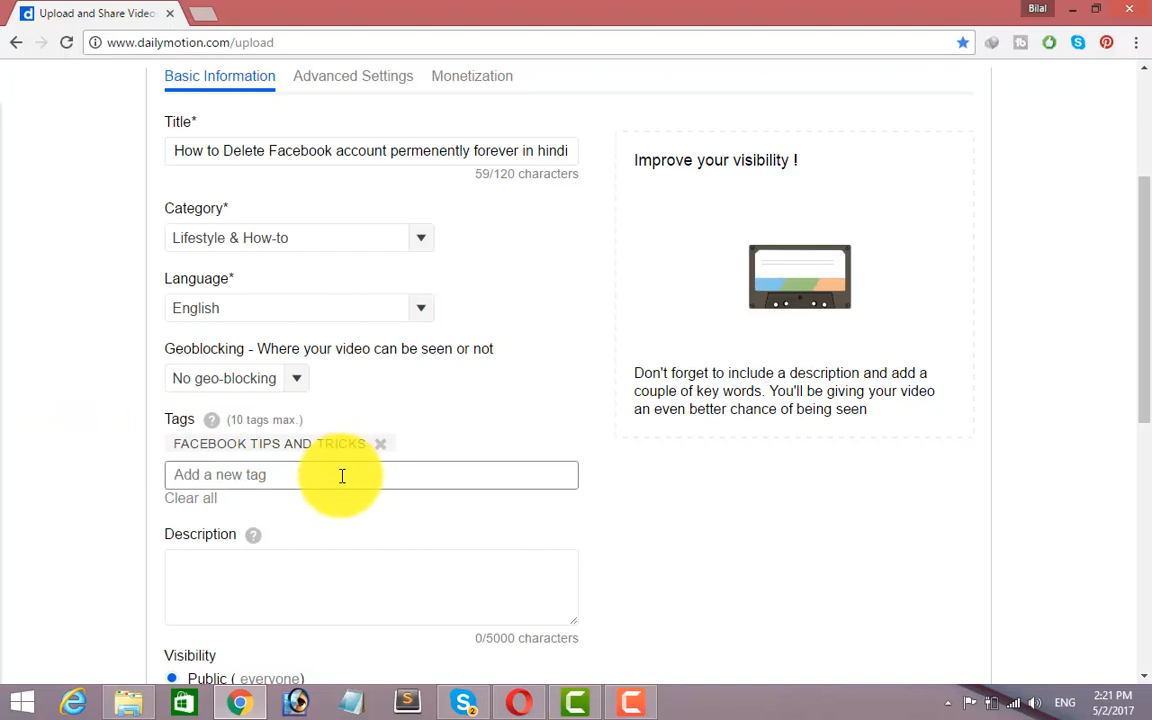 Upload and Share Video
Bilal
www.dailymotion.com/upload
Basic Information
Advanced Settings
Monetization
Title*
How to Delete Facebook account permenently forever in hindi
59/120 characters
Category*
Lifestyle & How-to
Language*
English
Geoblocking - Where your video can be seen or not
No geo-blocking
Tags ? (10 tags max.)
FACEBOOK TIPS AND TRICKS
Add a new tag
Clear all
Description ?
0/5000 characters
Visibility
Public ( everyone)
Improve your visibility !
Don't forget to include a description and add a
couple of key words. You'll be giving your video
an even better chance of being seen
ENG
2:21 PM
5/2/2017